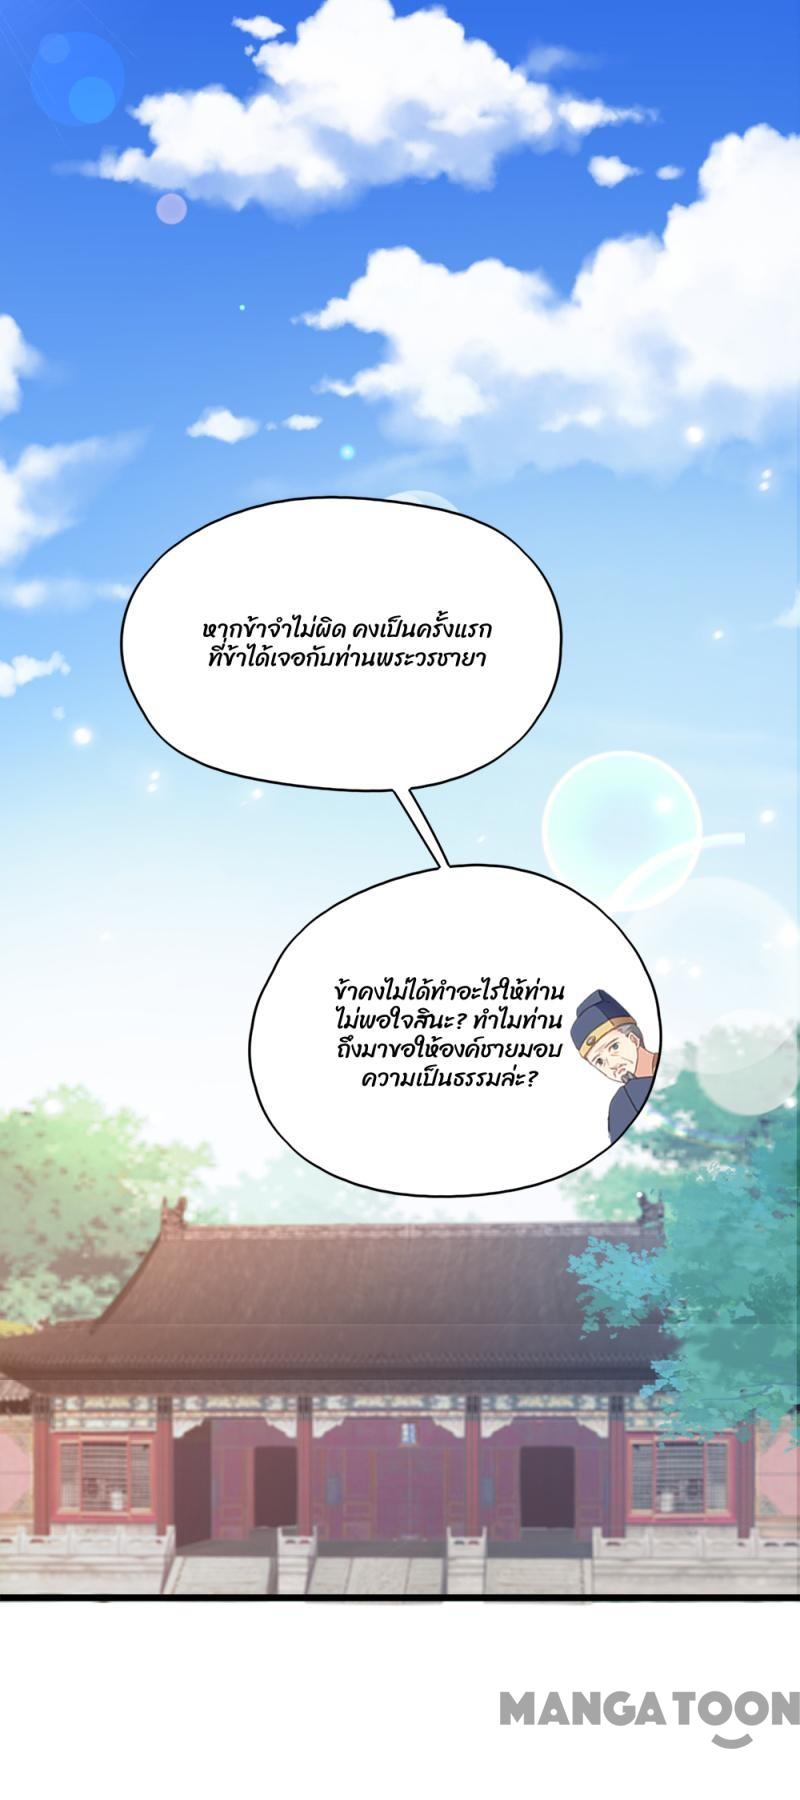 หากข้าจำไม่ผิด คงเป็นครั้งแรก
ที่ข้าได้เจอกับท่านพระวรชายา
ข้าคงไม่ได้ทำอะไรให้ท่าน
ไม่พอใจสินะ? ทำไมท่าน
ถึงมาขอให้องค์ชายมอบ
ความเป็นธรรมล่ะ?
MANGATOON